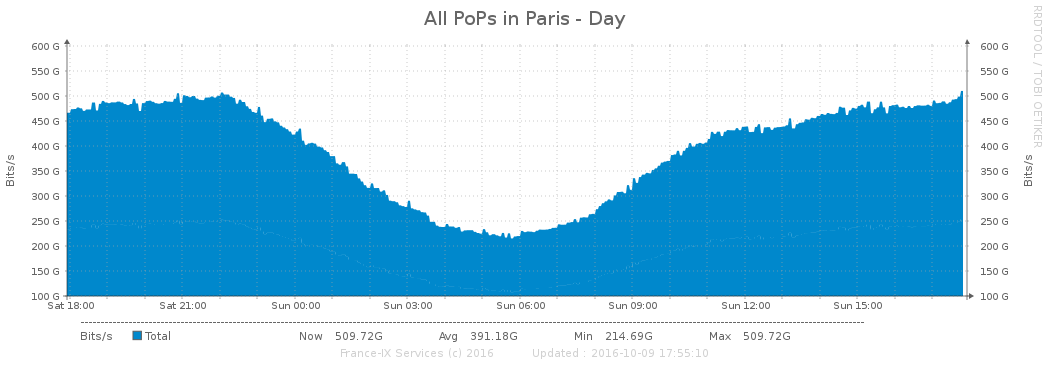 All PoPs in Paris - Day
RRDTOOL / TOBI OETIKER
Bits/s
Bits/s
600 G 600 G
550 G 550 G
500 G 500 G
450 G 450 G
400 G 400 G
350 G 350 G
300 G 300 G
250 G 250 G
200 G 200 G
150 G 150 G
100 G 100 G
Sat 18:00 Sat 21:00 Sun 00:00 Sun 03:00 Sun 06:00 Sun 09:00 Sun 12:00 Sun 15:00
Bits/s Total Now 509.72G Avg 391.18G Min 214.69G Max 509.72G
France-IX Services (c) 2016 Updated : 2016-10-09 17:55:10